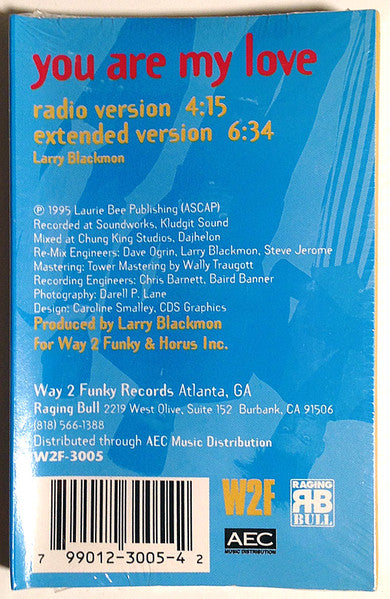 you are my love
radio version 4:15
extended version 6:34
Larry Blackmon
℗ 1995 Laurie Bee Publishing (ASCAP)
Recorded at Soundworks, Kludgit Sound
Mixed at Chung King Studios, Dajhelon
Re-Mix Engineers: Dave Ogrin, Larry Blackmon, Steve Jerome
Mastering: Tower Mastering by Wally Traugott
Recording Engineers: Chris Barnett, Baird Banner
Photography: Darell P. Lane
Design: Caroline Smalley, CDS Graphics
Produced by Larry Blackmon
for Way 2 Funky & Horus Inc.
Way 2 Funky Records Atlanta, GA
Raging Bull 2219 West Olive, Suite 152 Burbank, CA 91506
(818) 566-1388
Distributed through AEC Music Distribution
W2F-3005
W2F
RAGING
RB
BULL
AEC
MUSIC DISTRIBUTION
7 99012-3005-4 2